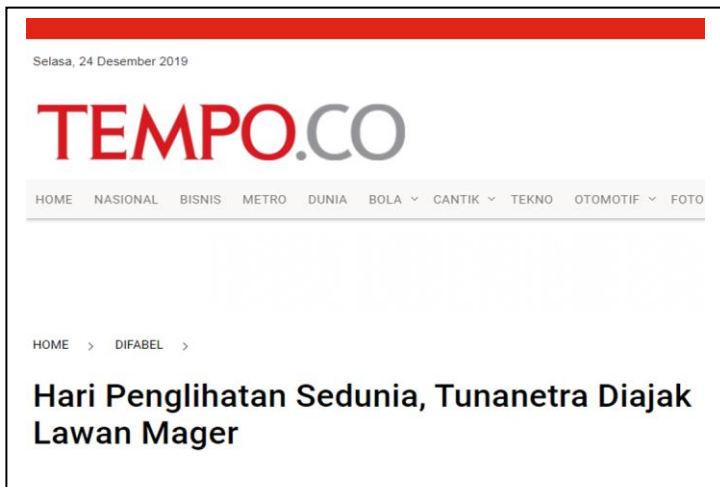 Selasa, 24 Desember 2019
TEMPO.CO
HOME NASIONAL BISNIS METRO DUNIA BOLA CANTIK TEKNO OTOMOTIF FOTO
HOME > DIFABEL >
Hari Penglihatan Sedunia, Tunanetra Diajak
Lawan Mager